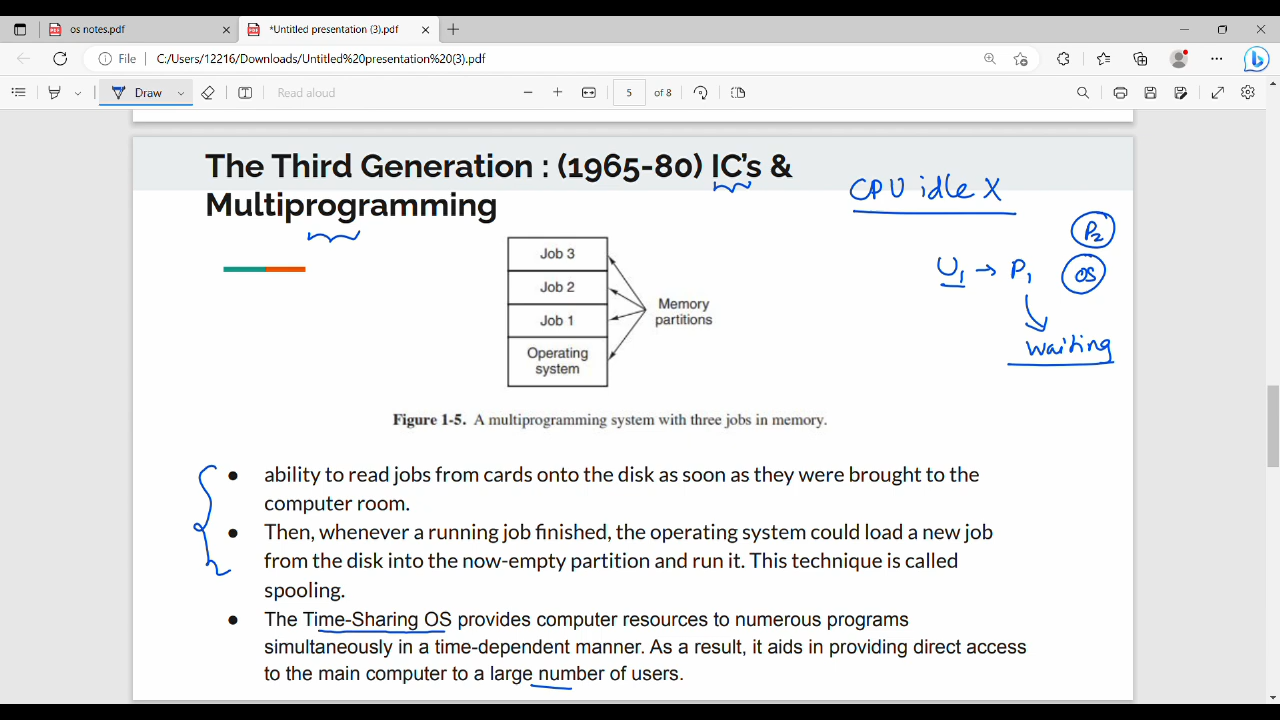 os notes.pdf
*Untitled presentation (3).pdf
File
C:/Users/12216/Downloads/Untitled%20presentation%20(3).pdf
Draw
Read aloud
5
of 8
The Third Generation : (1965-80) IC's &
Multiprogramming
CPU idle X
P2
U1 → P1
OS
waiting
Job 3
Job 2
Job 1
Operating
system
Memory
partitions
Figure 1-5. A multiprogramming system with three jobs in memory.
● ability to read jobs from cards onto the disk as soon as they were brought to the
computer room.
● Then, whenever a running job finished, the operating system could load a new job
from the disk into the now-empty partition and run it. This technique is called
spooling.
● The Time-Sharing OS provides computer resources to numerous programs
simultaneously in a time-dependent manner. As a result, it aids in providing direct access
to the main computer to a large number of users.